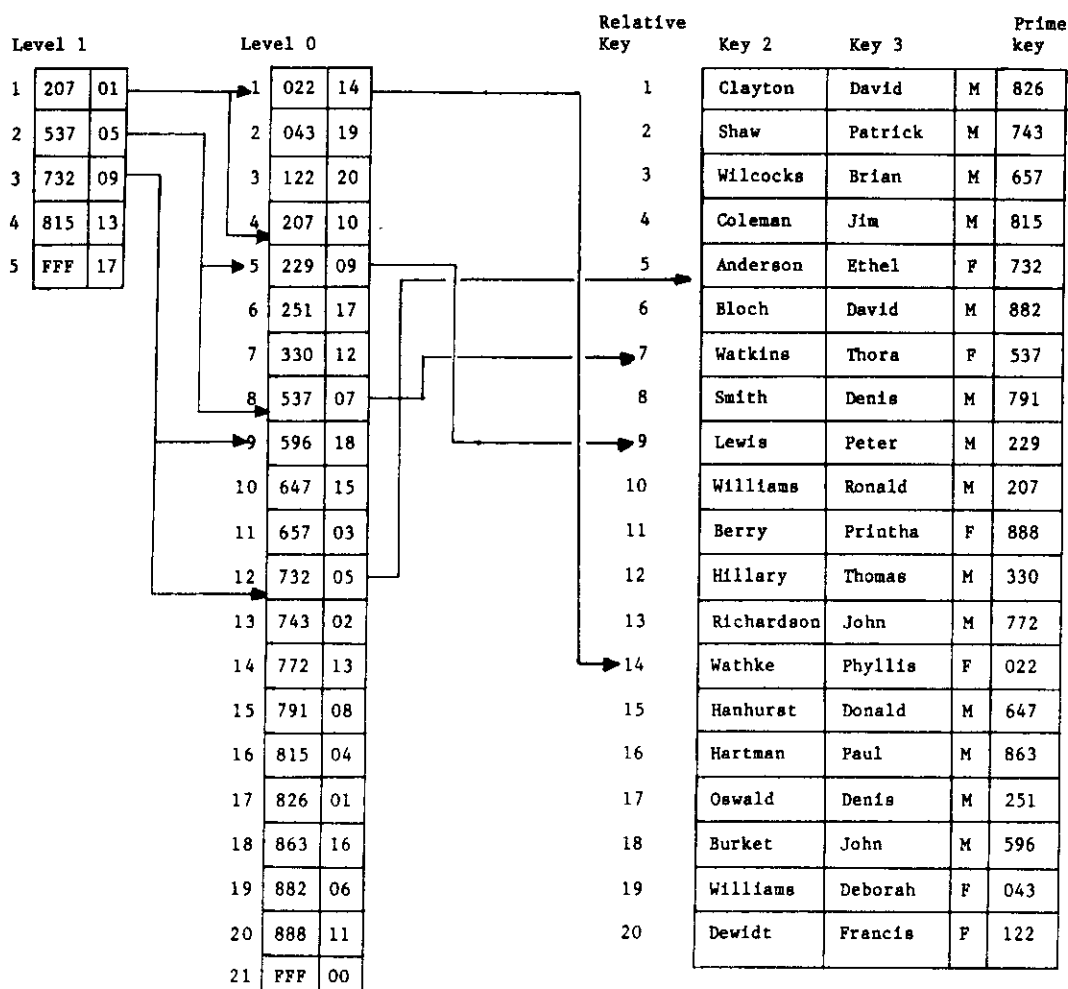 Level 1
1 207 01
2 537 05
3 732 09
4 815 13
5 FFF 17
Level 0
1 022 14
2 043 19
3 122 20
4 207 10
5 229 09
6 251 17
7 330 12
8 537 07
9 596 18
10 647 15
11 657 03
12 732 05
13 743 02
14 772 13
15 791 08
16 815 04
17 826 01
18 863 16
19 882 06
20 888 11
21 FFF 00
Relative Prime
Key Key 2 Key 3 key
1 Clayton David M 826
2 Shaw Patrick M 743
3 Wilcocks Brian M 657
4 Coleman Jim M 815
5 Anderson Ethel F 732
6 Bloch David M 882
7 Watkins Thora F 537
8 Smith Denis M 791
9 Lewis Peter M 229
10 Williams Ronald M 207
11 Berry Printha F 888
12 Hillary Thomas M 330
13 Richardson John M 772
14 Wathke Phyllis F 022
15 Hanhurst Donald M 647
16 Hartman Paul M 863
17 Oswald Denis M 251
18 Burket John M 596
19 Williams Deborah F 043
20 Dewidt Francis F 122